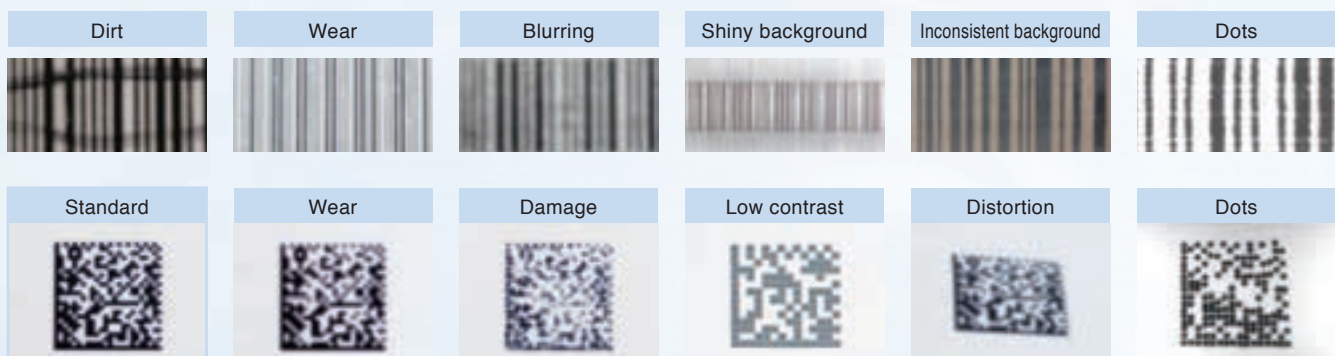 Dirt
Wear
Blurring
Shiny background
Inconsistent background
Dots
Standard
Wear
Damage
Low contrast
Distortion
Dots